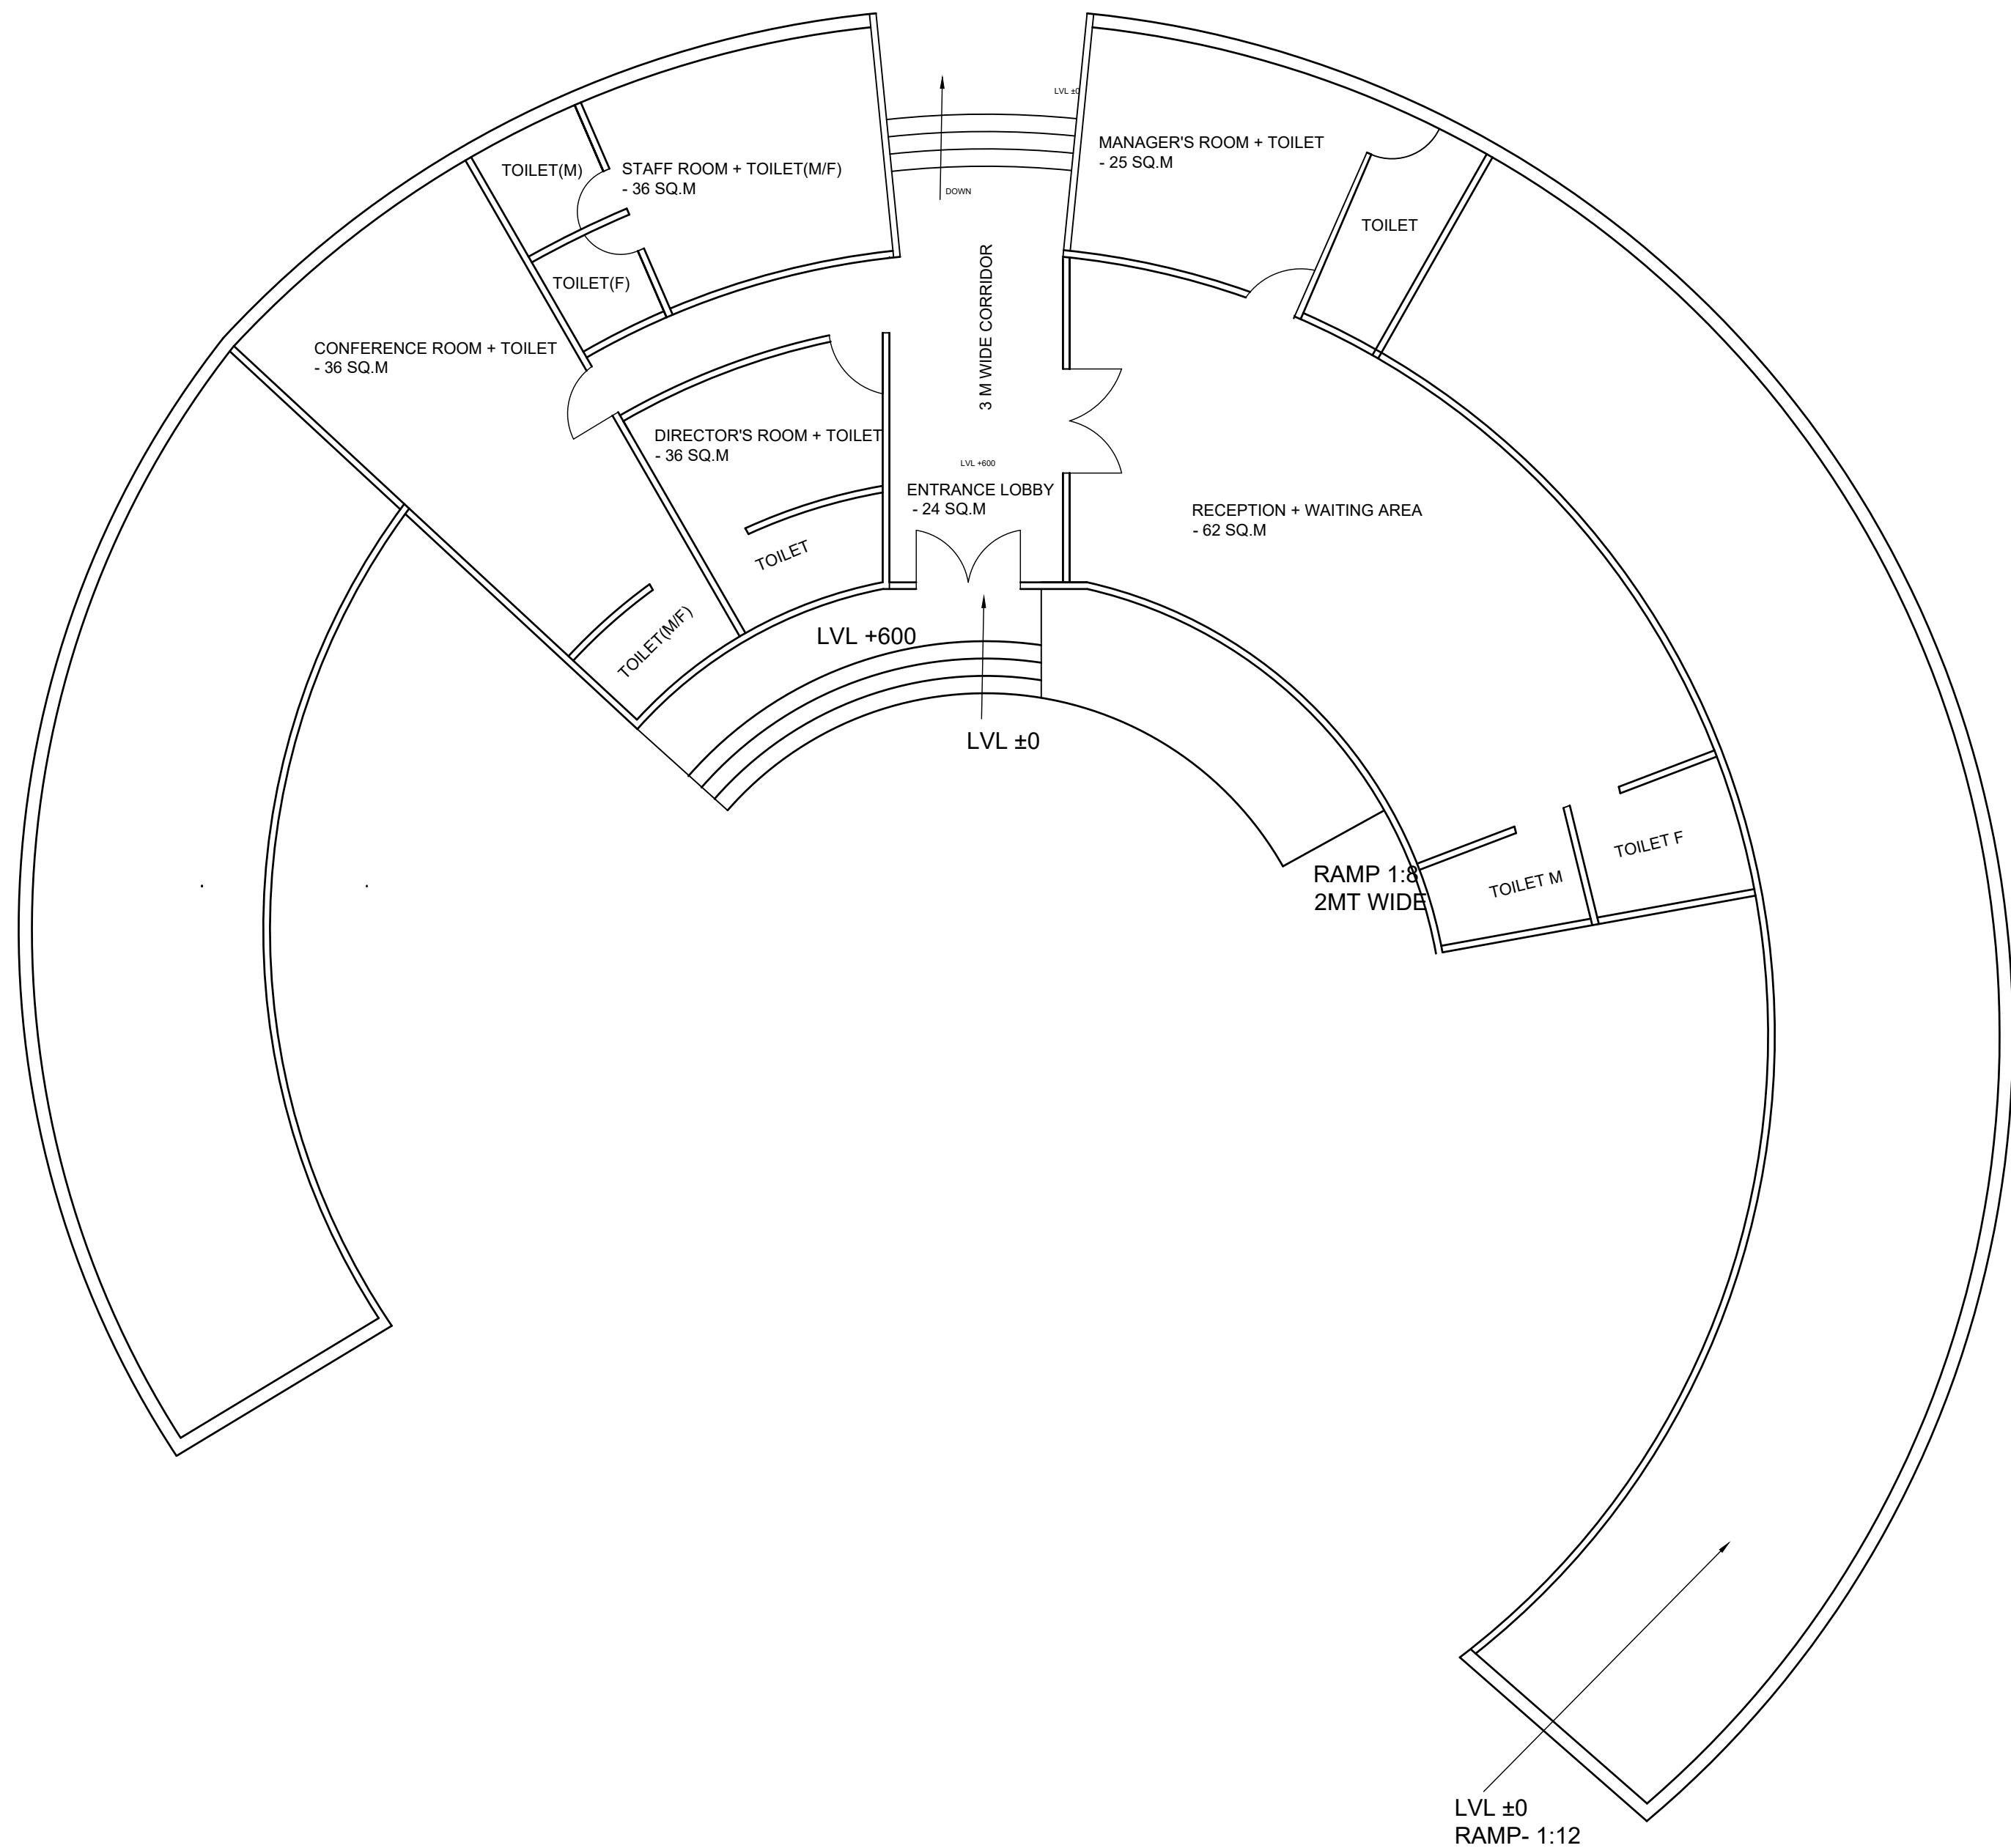 LVL ±0
MANAGER'S ROOM + TOILET
- 25 SQ.M
TOILET(M)
STAFF ROOM + TOILET(M/F)
- 36 SQ.M
DOWN
TOILET
TOILET(F)
3 M WIDE CORRIDOR
CONFERENCE ROOM + TOILET
- 36 SQ.M
DIRECTOR'S ROOM + TOILET
- 36 SQ.M
LVL +600
ENTRANCE LOBBY
- 24 SQ.M
RECEPTION + WAITING AREA
- 62 SQ.M
TOILET
TOILET(M/F)
LVL +600
LVL ±0
TOILET F
TOILET M
RAMP 1:8
2MT WIDE
LVL ±0
RAMP- 1:12